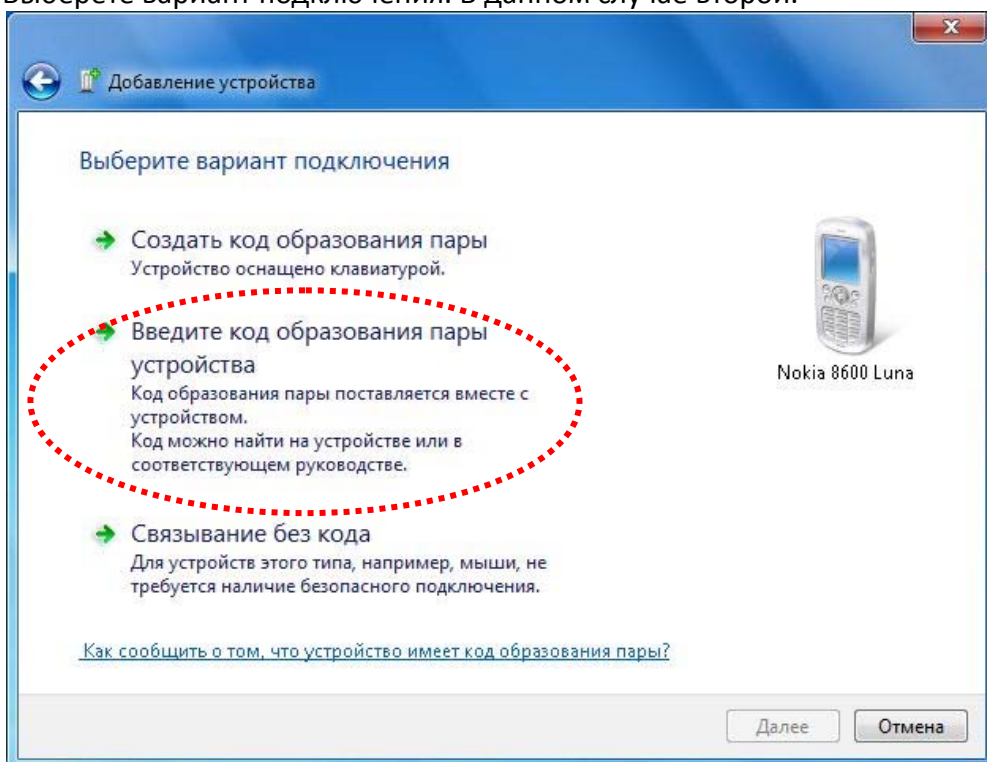 Выберете вариант подключения. В данном случае второй.
Добавление устройства
Выберите вариант подключения
Создать код образования пары
Устройство оснащено клавиатурой.
Введите код образования пары
устройства
Код образования пары поставляется вместе с
устройством.
Код можно найти на устройстве или в
соответствующем руководстве.
Nokia 8600 Luna
Связывание без кода
Для устройств этого типа, например, мыши, не
требуется наличие безопасного подключения.
Как сообщить о том, что устройство имеет код образования пары?
Далее
Отмена